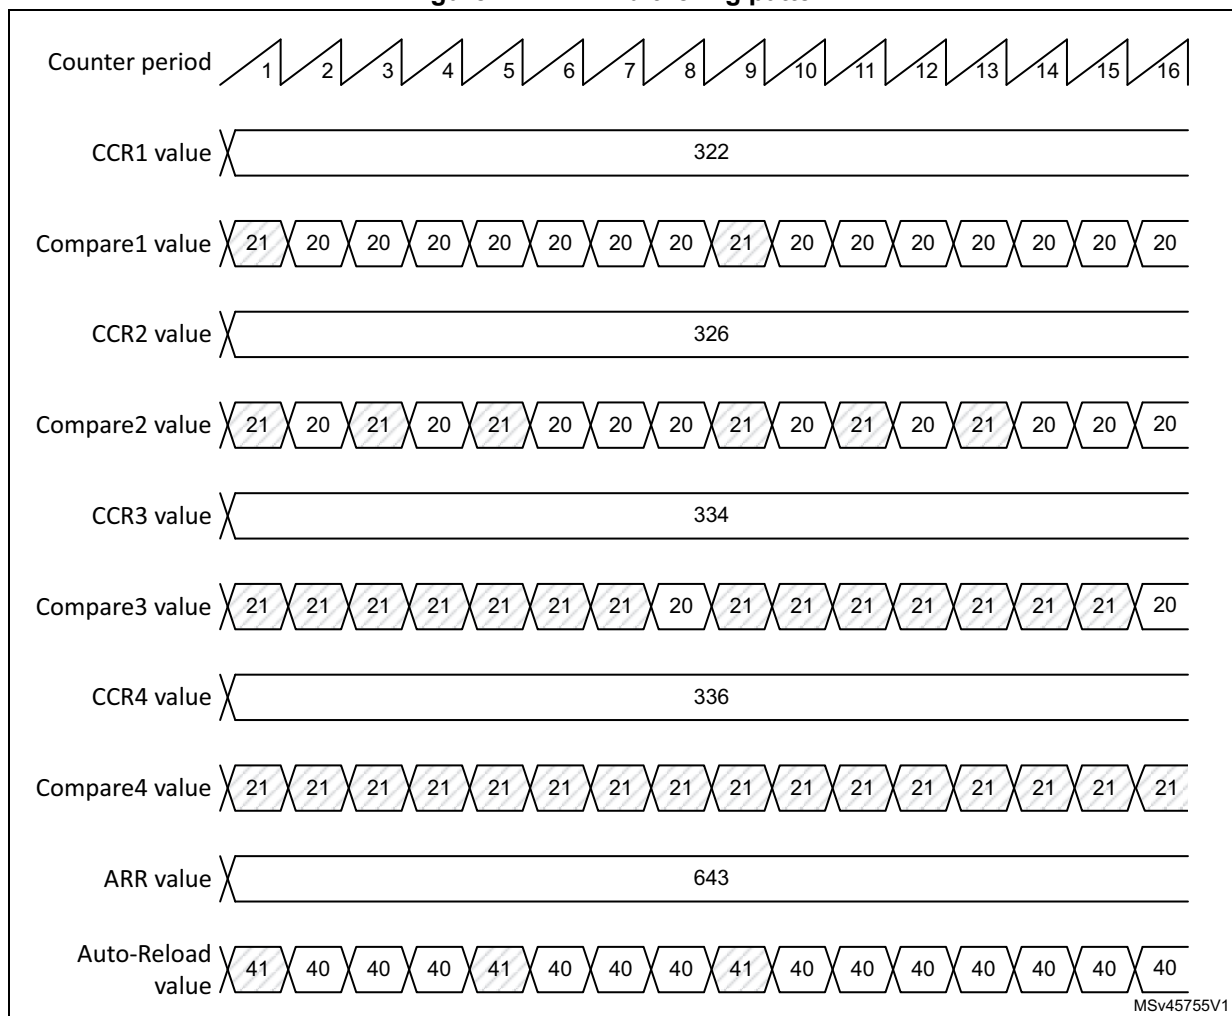 Counter period 1 2 3 4 5 6 7 8 9 10 11 12 13 14 15 16
CCR1 value 322
Compare1 value 21 20 20 20 20 20 20 20 21 20 20 20 20 20 20 20
CCR2 value 326
Compare2 value 21 20 21 20 21 20 20 20 21 20 21 20 21 20 20 20
CCR3 value 334
Compare3 value 21 21 21 21 21 21 21 20 21 21 21 21 21 21 21 20
CCR4 value 336
Compare4 value 21 21 21 21 21 21 21 21 21 21 21 21 21 21 21 21
ARR value 643
Auto-Reload
value 41 40 40 40 41 40 40 40 41 40 40 40 40 40 40 40
MSv45755V1